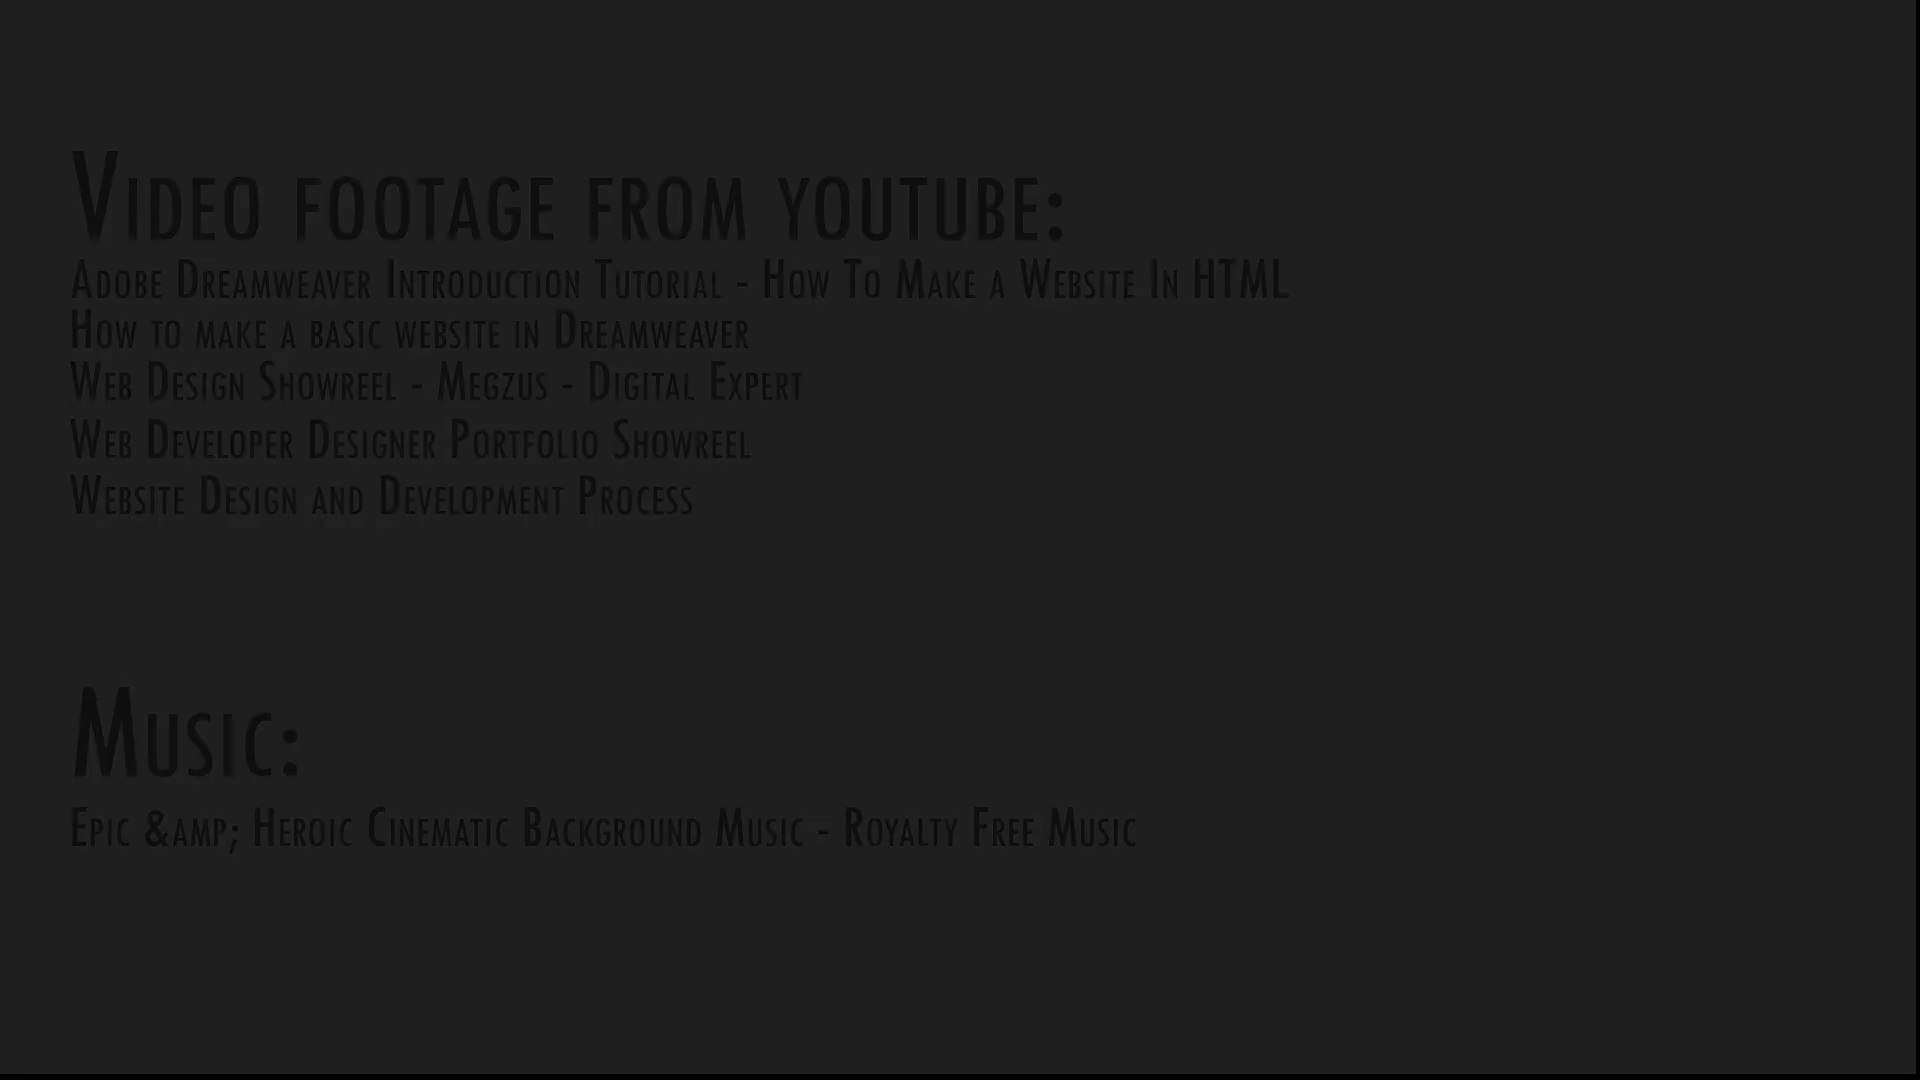 Video footage from youtube:
Adobe Dreamweaver Introduction Tutorial - How To Make a Website In HTML
How to make a basic website in Dreamweaver
Web Design Showreel - Megzus - Digital Expert
Web Developer Designer Portfolio Showreel
Website Design and Development Process
Music:
Epic &amp; Heroic Cinematic Background Music - Royalty Free Music